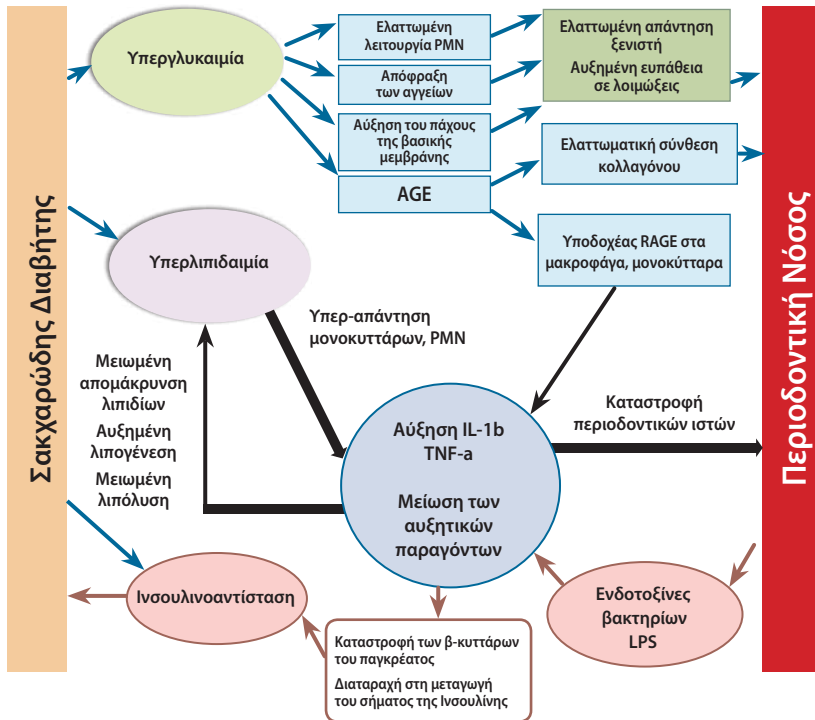 Σακχαρώδης Διαβήτης
Υπεργλυκαιμία
Ελαττωμένη
λειτουργία PMN
Απόφραξη
των αγγείων
Αύξηση του πάχους
της βασικής
μεμβράνης
AGE
Ελαττωμένη απάντηση
ξενιστή
Αυξημένη ευπάθεια
σε λοιμώξεις
Ελαττωματική σύνθεση
κολλαγόνου
Υποδοχέας RAGE στα
μακροφάγα, μονοκύτταρα
Υπερλιπιδαιμία
Υπερ-απάντηση
μονοκυττάρων, PMN
Μειωμένη
απομάκρυνση
λιπιδίων
Αυξημένη
λιπογένεση
Μειωμένη
λιπόλυση
Αύξηση IL-1b
TNF-a
Μείωση των
αυξητικών
παραγόντων
Καταστροφή
περιοδοντικών ιστών
Ινσουλινοαντίσταση
Καταστροφή των β-κυττάρων
του παγκρέατος
Διαταραχή στη μεταγωγή
του σήματος της Ινσουλίνης
Ενδοτοξίνες
βακτηρίων
LPS
Περιοδοντική Νόσος